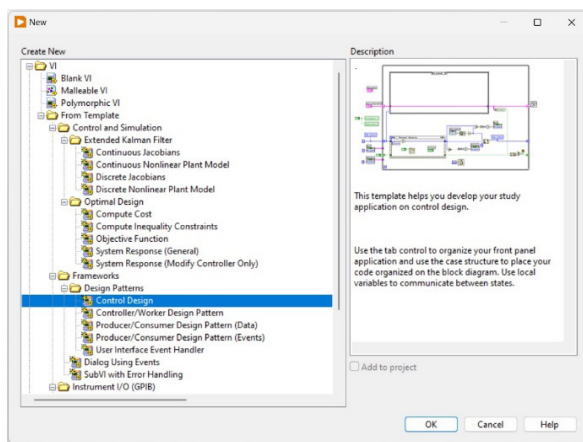 New
Create New
Description
VI
Blank VI
Malleable VI
Polymorphic VI
From Template
Control and Simulation
Extended Kalman Filter
Continuous Jacobians
Continuous Nonlinear Plant Model
Discrete Jacobians
Discrete Nonlinear Plant Model
Optimal Design
Compute Cost
Compute Inequality Constraints
Objective Function
System Response (General)
System Response (Modify Controller Only)
Frameworks
Design Patterns
Control Design
Controller/Worker Design Pattern
Producer/Consumer Design Pattern (Data)
Producer/Consumer Design Pattern (Events)
User Interface Event Handler
Dialog Using Events
SubVI with Error Handling
Instrument I/O (GPIB)
This template helps you develop your study
application on control design.
Use the tab control to organize your front panel
application and use the case structure to place your
code organized on the block diagram. Use local
variables to communicate between states.
Add to project
OK
Cancel
Help